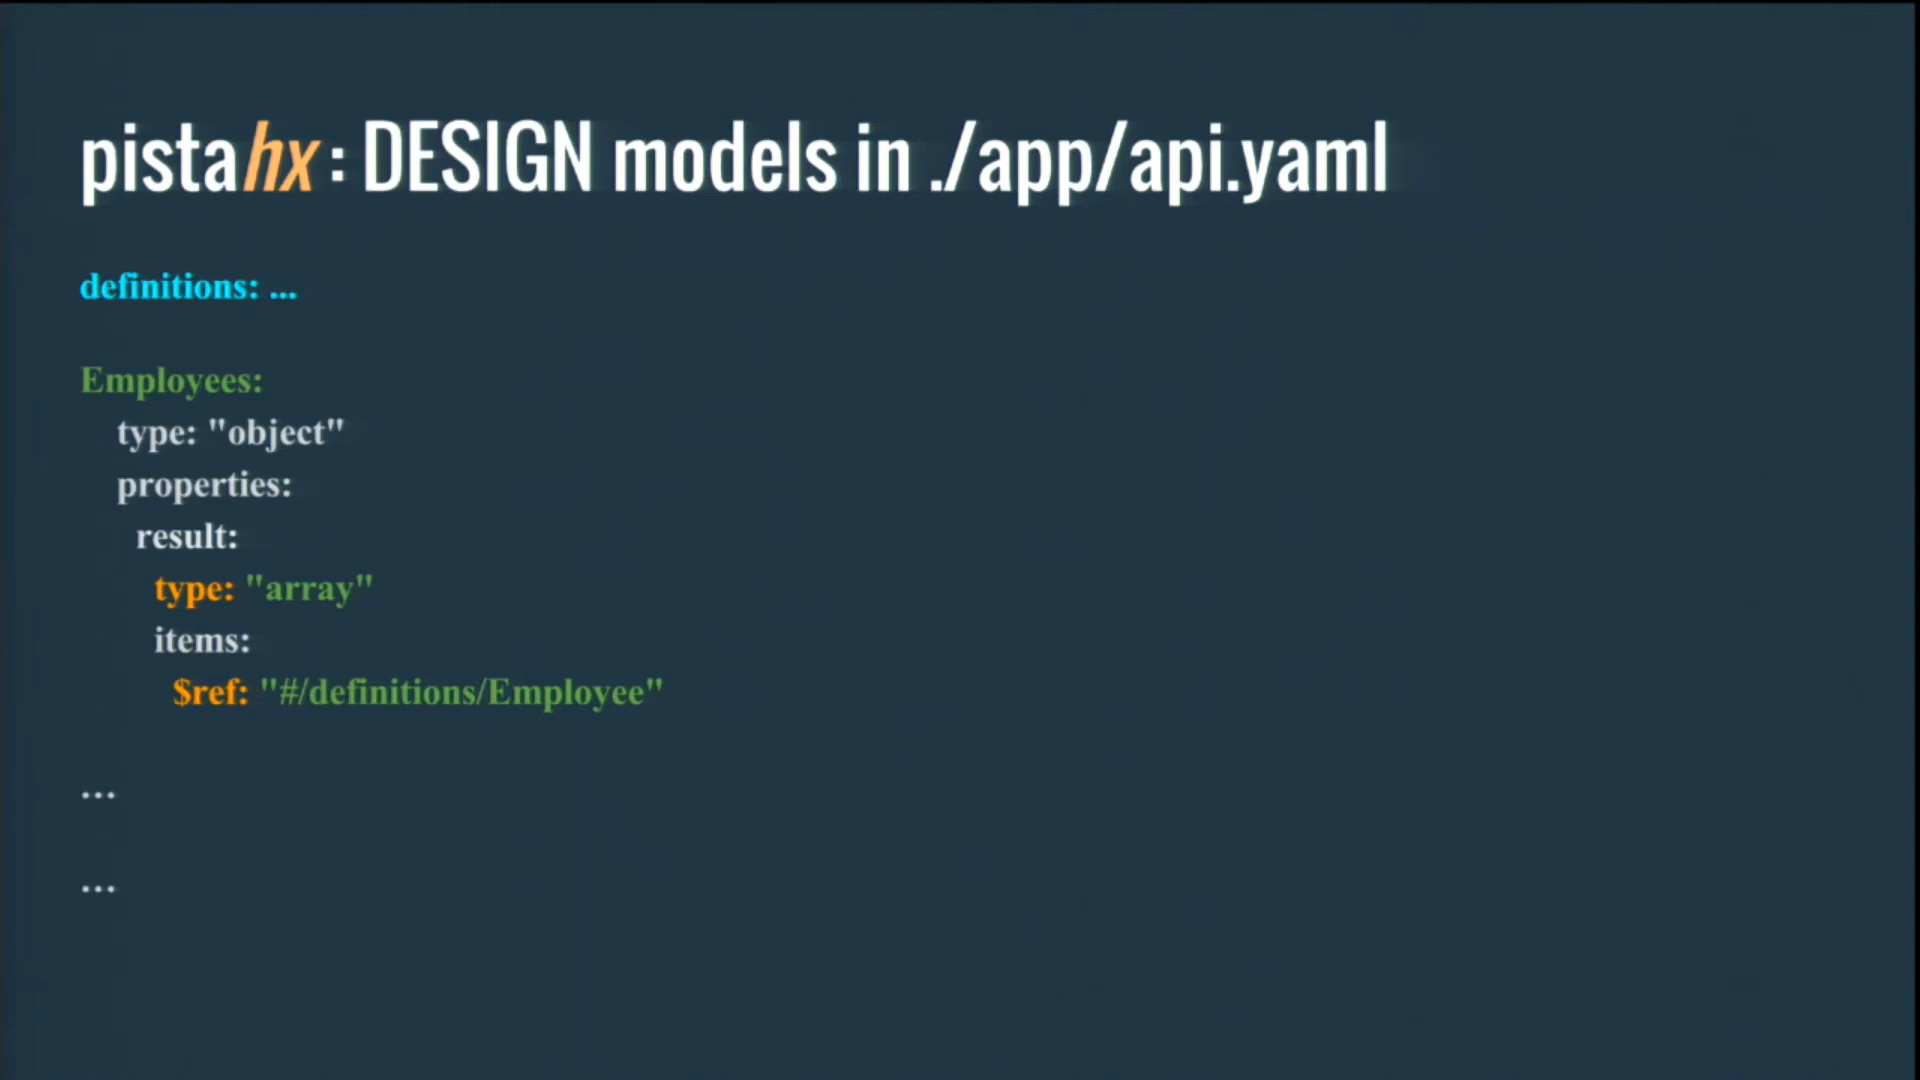 pistahx : DESIGN models in ./app/api.yaml
definitions: ...
Employees:
type: "object"
properties:
result:
type: "array"
items:
$ref: "#/definitions/Employee"
...
...